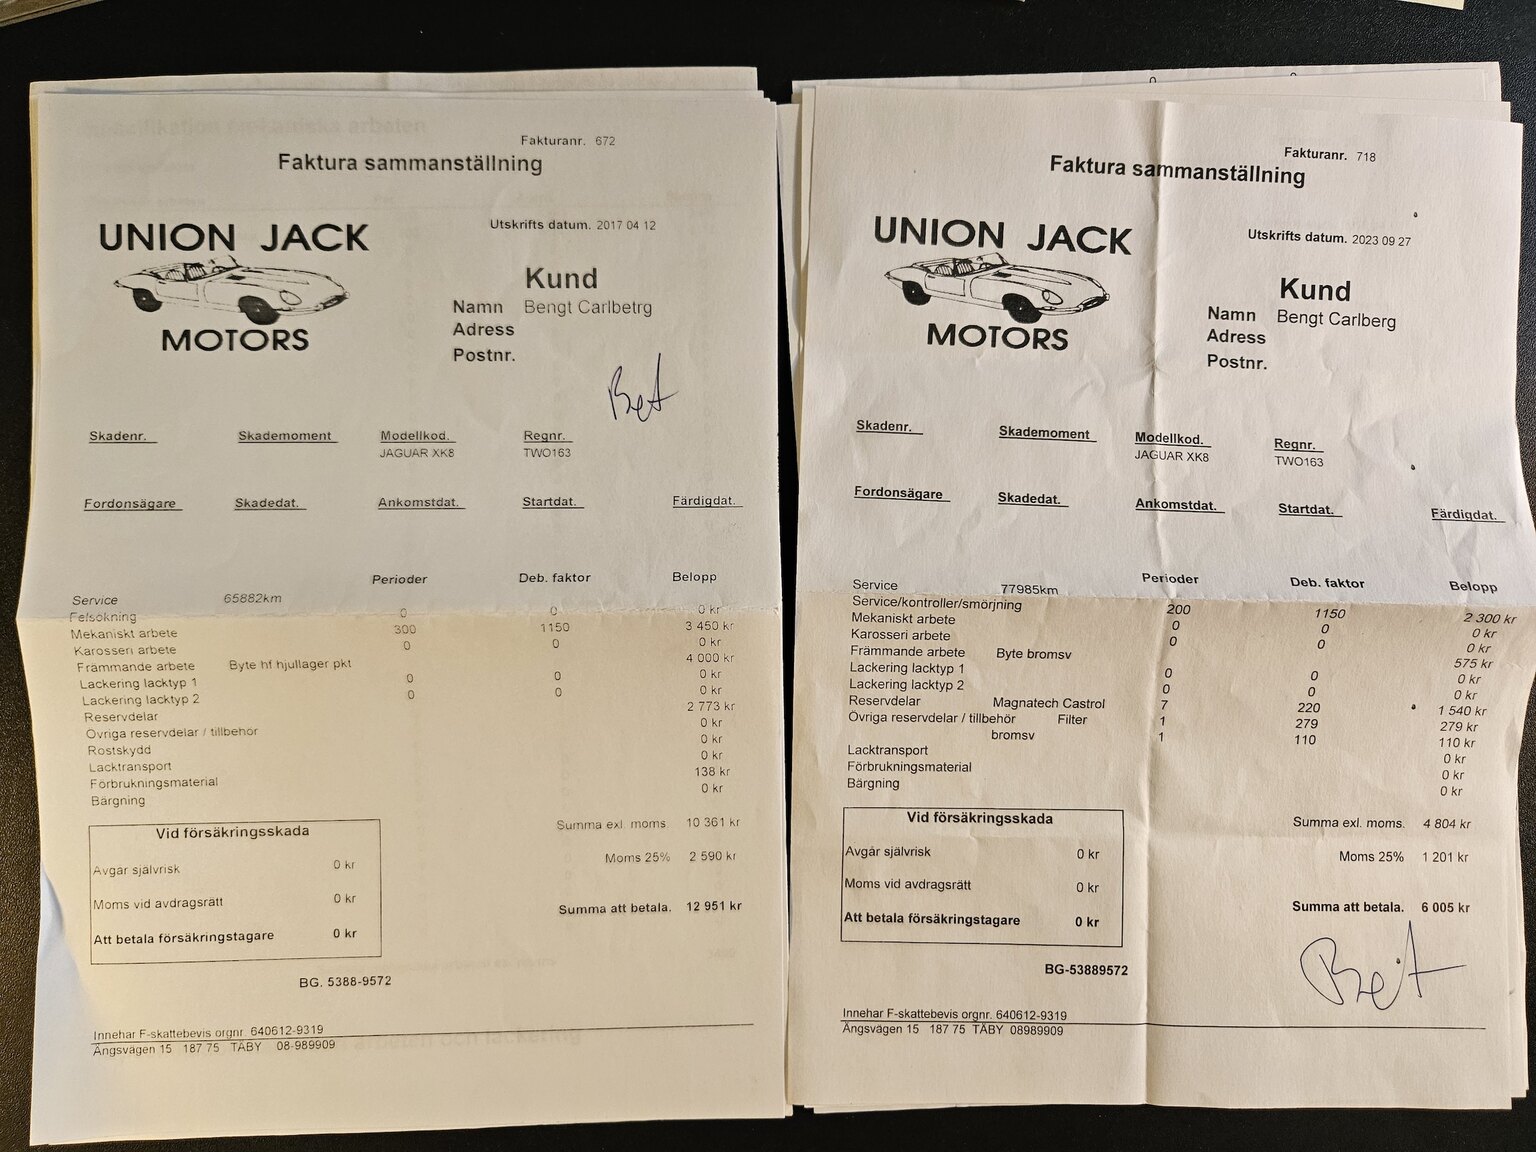 Fakturanr. 672
Faktura sammanställning
UNION JACK
MOTORS
Utskrifts datum. 2017 04 12
Kund
Namn Bengt Carlbetrg
Adress
Postnr.
Bet
Skadenr. Skademoment Modellkod. Regnr.
JAGUAR XK8 TWO163
Fordonsägare Skadedat. Ankomstdat. Startdat. Färdigdat.
Perioder Deb. faktor Belopp
Service 65882km
Felsökning 0 0 0 kr
Mekaniskt arbete 300 1150 3 450 kr
Karosseri arbete 0 0 0 kr
Främmande arbete Byte hf hjullager pkt 4 000 kr
Lackering lacktyp 1 0 0 0 kr
Lackering lacktyp 2 0 0 0 kr
Reservdelar 2 773 kr
Övriga reservdelar / tillbehör 0 kr
Rostskydd 0 kr
Lacktransport 0 kr
Förbrukningsmaterial 138 kr
Bärgning 0 kr
Vid försäkringsskada
Avgår självrisk 0 kr
Moms vid avdragsrätt 0 kr
Att betala försäkringstagare 0 kr
Summa exl. moms. 10 361 kr
Moms 25% 2 590 kr
Summa att betala. 12 951 kr
BG. 5388-9572
Innehar F-skattebevis orgnr. 640612-9319
Ängsvägen 15 187 75 TÄBY 08-989909
Fakturanr. 718
Faktura sammanställning
UNION JACK
MOTORS
Utskrifts datum. 2023 09 27
Kund
Namn Bengt Carlberg
Adress
Postnr.
Skadenr. Skademoment Modellkod. Regnr.
JAGUAR XK8 TWO163
Fordonsägare Skadedat. Ankomstdat. Startdat. Färdigdat.
Perioder Deb. faktor Belopp
Service 77985km
Service/kontroller/smörjning 200 1150 2 300 kr
Mekaniskt arbete 0 0 0 kr
Karosseri arbete 0 0 0 kr
Främmande arbete Byte bromsv 575 kr
Lackering lacktyp 1 0 0 0 kr
Lackering lacktyp 2 0 0 0 kr
Reservdelar Magnatech Castrol 7 220 1 540 kr
Övriga reservdelar / tillbehör Filter 1 279 279 kr
bromsv 1 110 110 kr
Lacktransport 0 kr
Förbrukningsmaterial 0 kr
Bärgning 0 kr
Vid försäkringsskada
Avgår självrisk 0 kr
Moms vid avdragsrätt 0 kr
Att betala försäkringstagare 0 kr
Summa exl. moms. 4 804 kr
Moms 25% 1 201 kr
Summa att betala. 6 005 kr
Bet
BG-53889572
Innehar F-skattebevis orgnr. 640612-9319
Ängsvägen 15 187 75 TÄBY 08989909